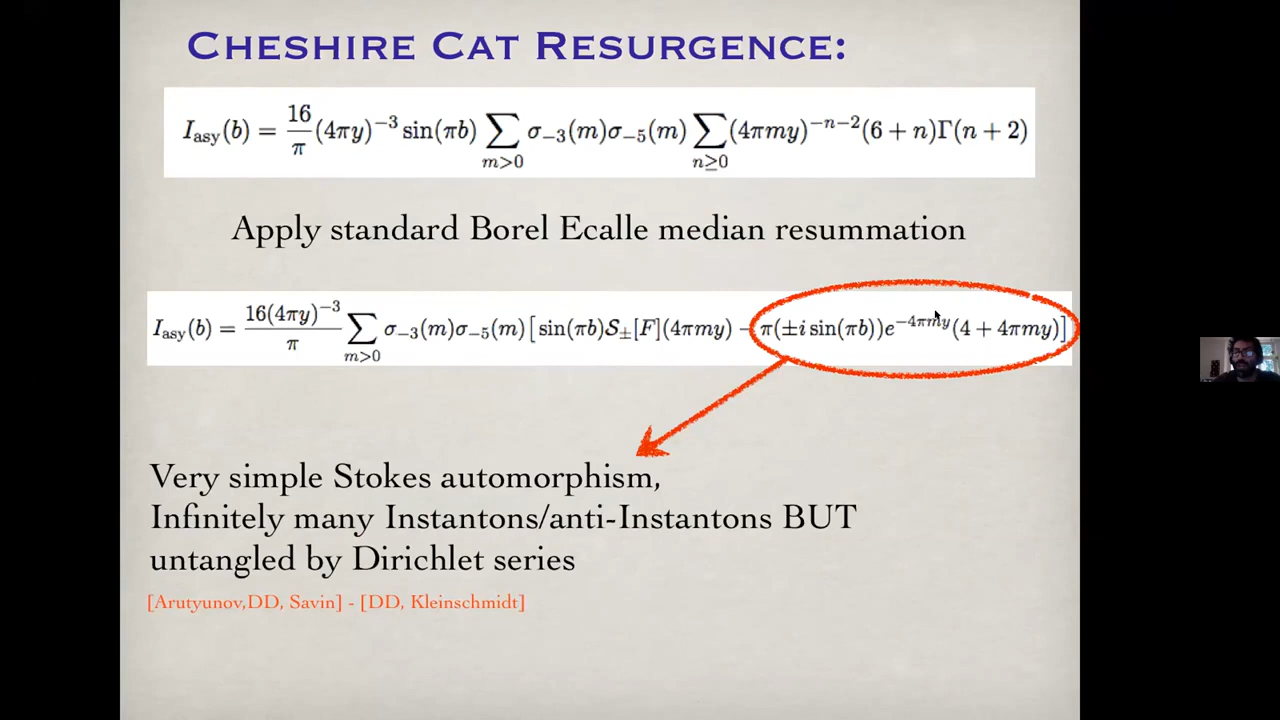 CHESHIRE CAT RESURGENCE:
I_asy(b) = 16/π (4πy)^{-3} sin(πb) ∑_{m>0} σ_{-3}(m)σ_{-5}(m) ∑_{n≥0} (4πmy)^{-n-2}(6 + n)Γ(n + 2)
Apply standard Borel Ecalle median resummation
I_asy(b) = 16(4πy)^{-3}/π ∑_{m>0} σ_{-3}(m)σ_{-5}(m)[ sin(πb)𝒮_±[F](4πmy) − π(±i sin(πb))e^{-4πmy}(4 + 4πmy)]
Very simple Stokes automorphism,
Infinitely many Instantons/anti-Instantons BUT
untangled by Dirichlet series
[Arutyunov,DD, Savin] - [DD, Kleinschmidt]